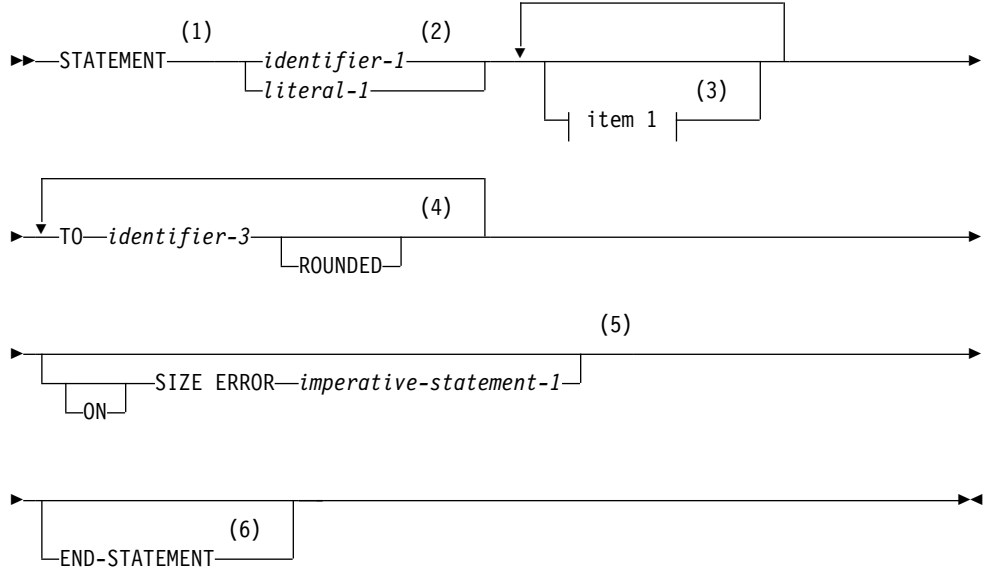 (1) (2)
STATEMENT identifier-1
literal-1 (3)
item 1
(4)
TO identifier-3
ROUNDED
(5)
SIZE ERROR imperative-statement-1
ON
(6)
END-STATEMENT